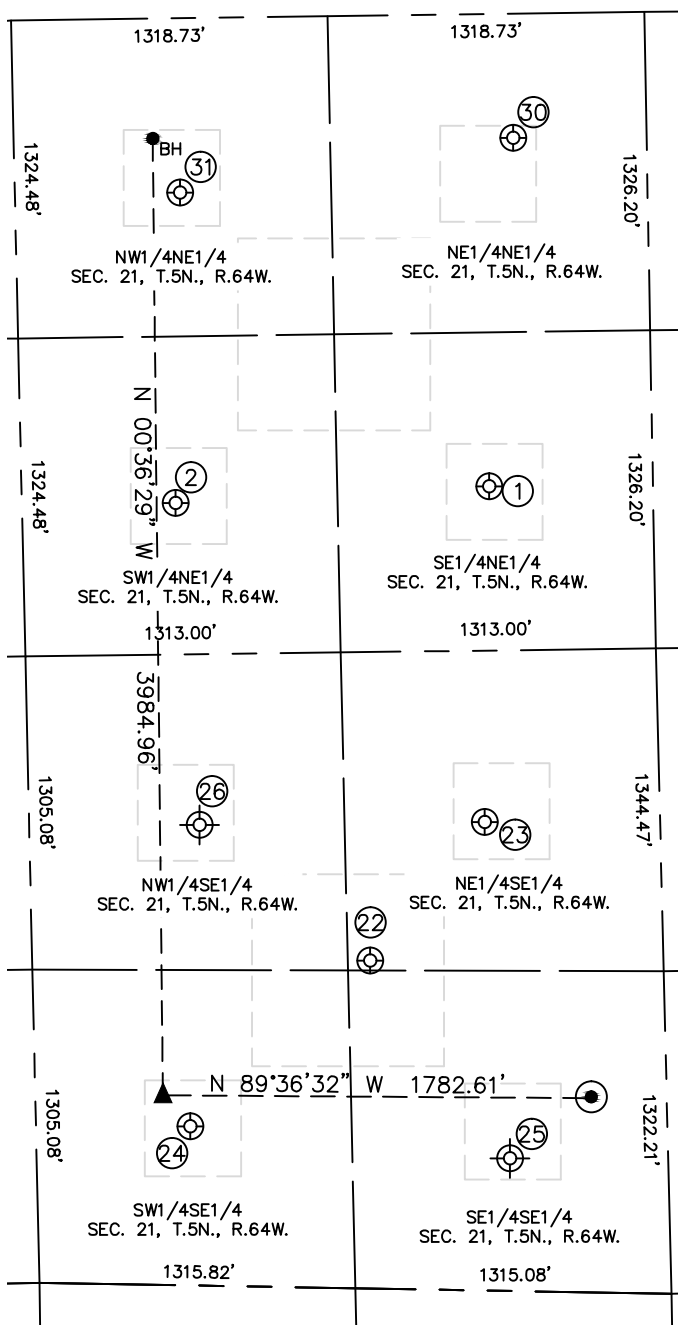 1318.73' 1318.73'
30
BH
31
1324.48' 1326.20'
NW1/4NE1/4
SEC. 21, T.5N., R.64W.
NE1/4NE1/4
SEC. 21, T.5N., R.64W.
N 00°36'29" W
3984.96'
2
1
1324.48' 1326.20'
SW1/4NE1/4
SEC. 21, T.5N., R.64W.
SE1/4NE1/4
SEC. 21, T.5N., R.64W.
1313.00' 1313.00'
26
23
1305.08' 1344.47'
NW1/4SE1/4
SEC. 21, T.5N., R.64W.
NE1/4SE1/4
SEC. 21, T.5N., R.64W.
22
N 89°36'32" W 1782.61'
24
25
1305.08' 1322.21'
SW1/4SE1/4
SEC. 21, T.5N., R.64W.
SE1/4SE1/4
SEC. 21, T.5N., R.64W.
1315.82' 1315.08'